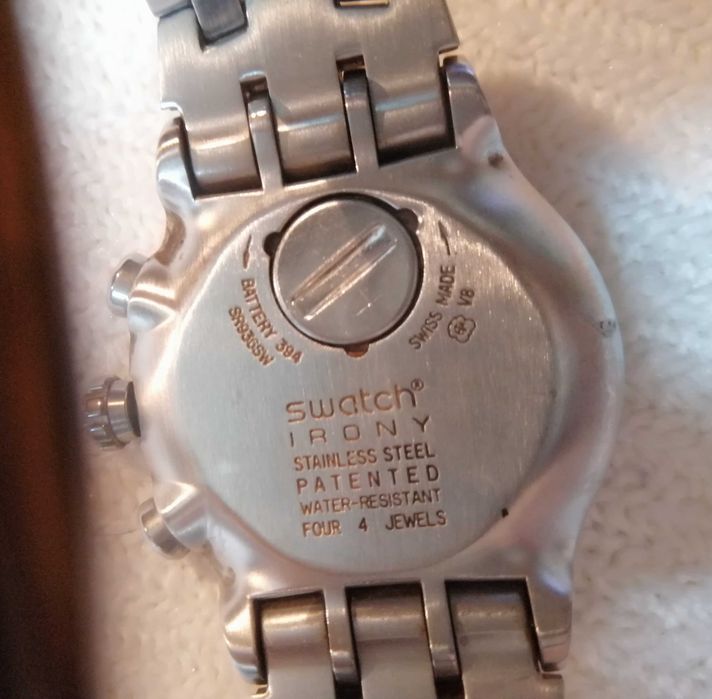 BATTERY 394
SR936SW
SWISS MADE
V8
swatch®
IRONY
STAINLESS STEEL
PATENTED
WATER-RESISTANT
FOUR 4 JEWELS